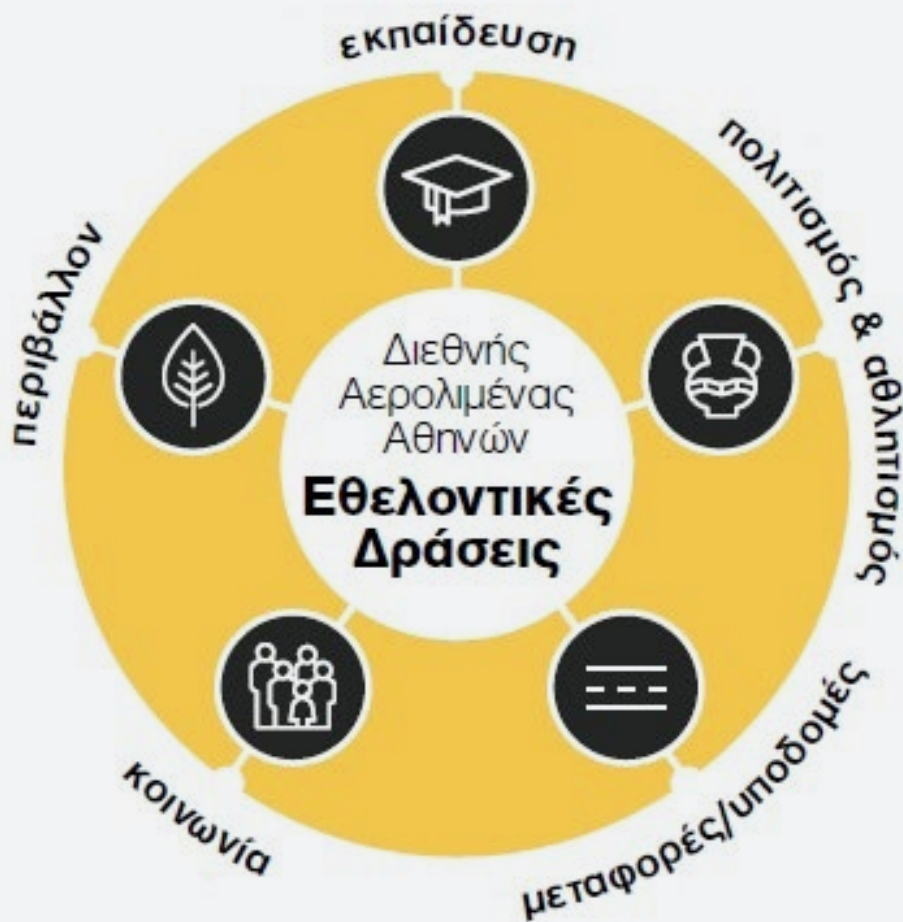 εκπαίδευση
πολιτισμός & αθλητισμός
περιβάλλον
Διεθνής
Αερολιμένας
Αθηνών
Εθελοντικές
Δράσεις
κοινωνία
μεταφορές/υποδομές